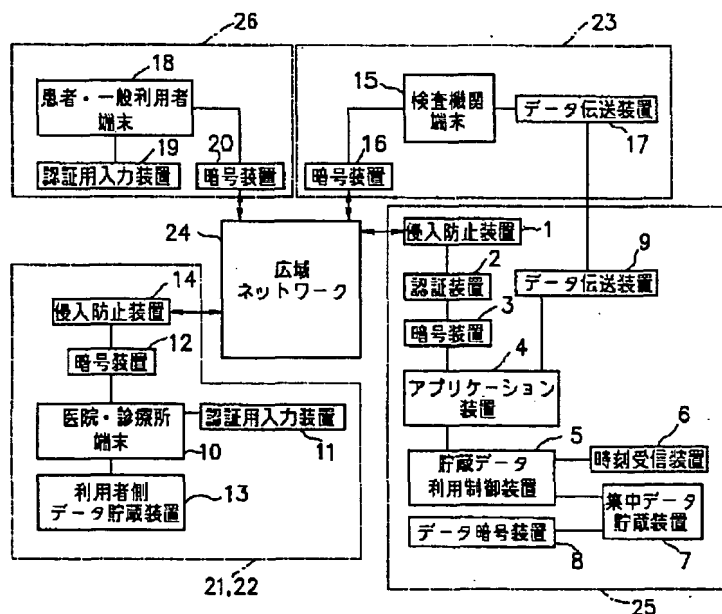 26
23
18
患者・一般利用者
端末
19
認証用入力装置
20
暗号装置
15
検査機関
端末
データ伝送装置
17
16
暗号装置
24
広域
ネットワーク
侵入防止装置
1
2
認証装置
3
暗号装置
9
データ伝送装置
4
アプリケーション
装置
5
貯蔵データ
利用制御装置
6
時刻受信装置
集中データ
貯蔵装置
7
データ暗号装置
8
25
14
侵入防止装置
12
暗号装置
医院・診療所
端末
10
認証用入力装置
11
利用者側
データ貯蔵装置
13
21,22